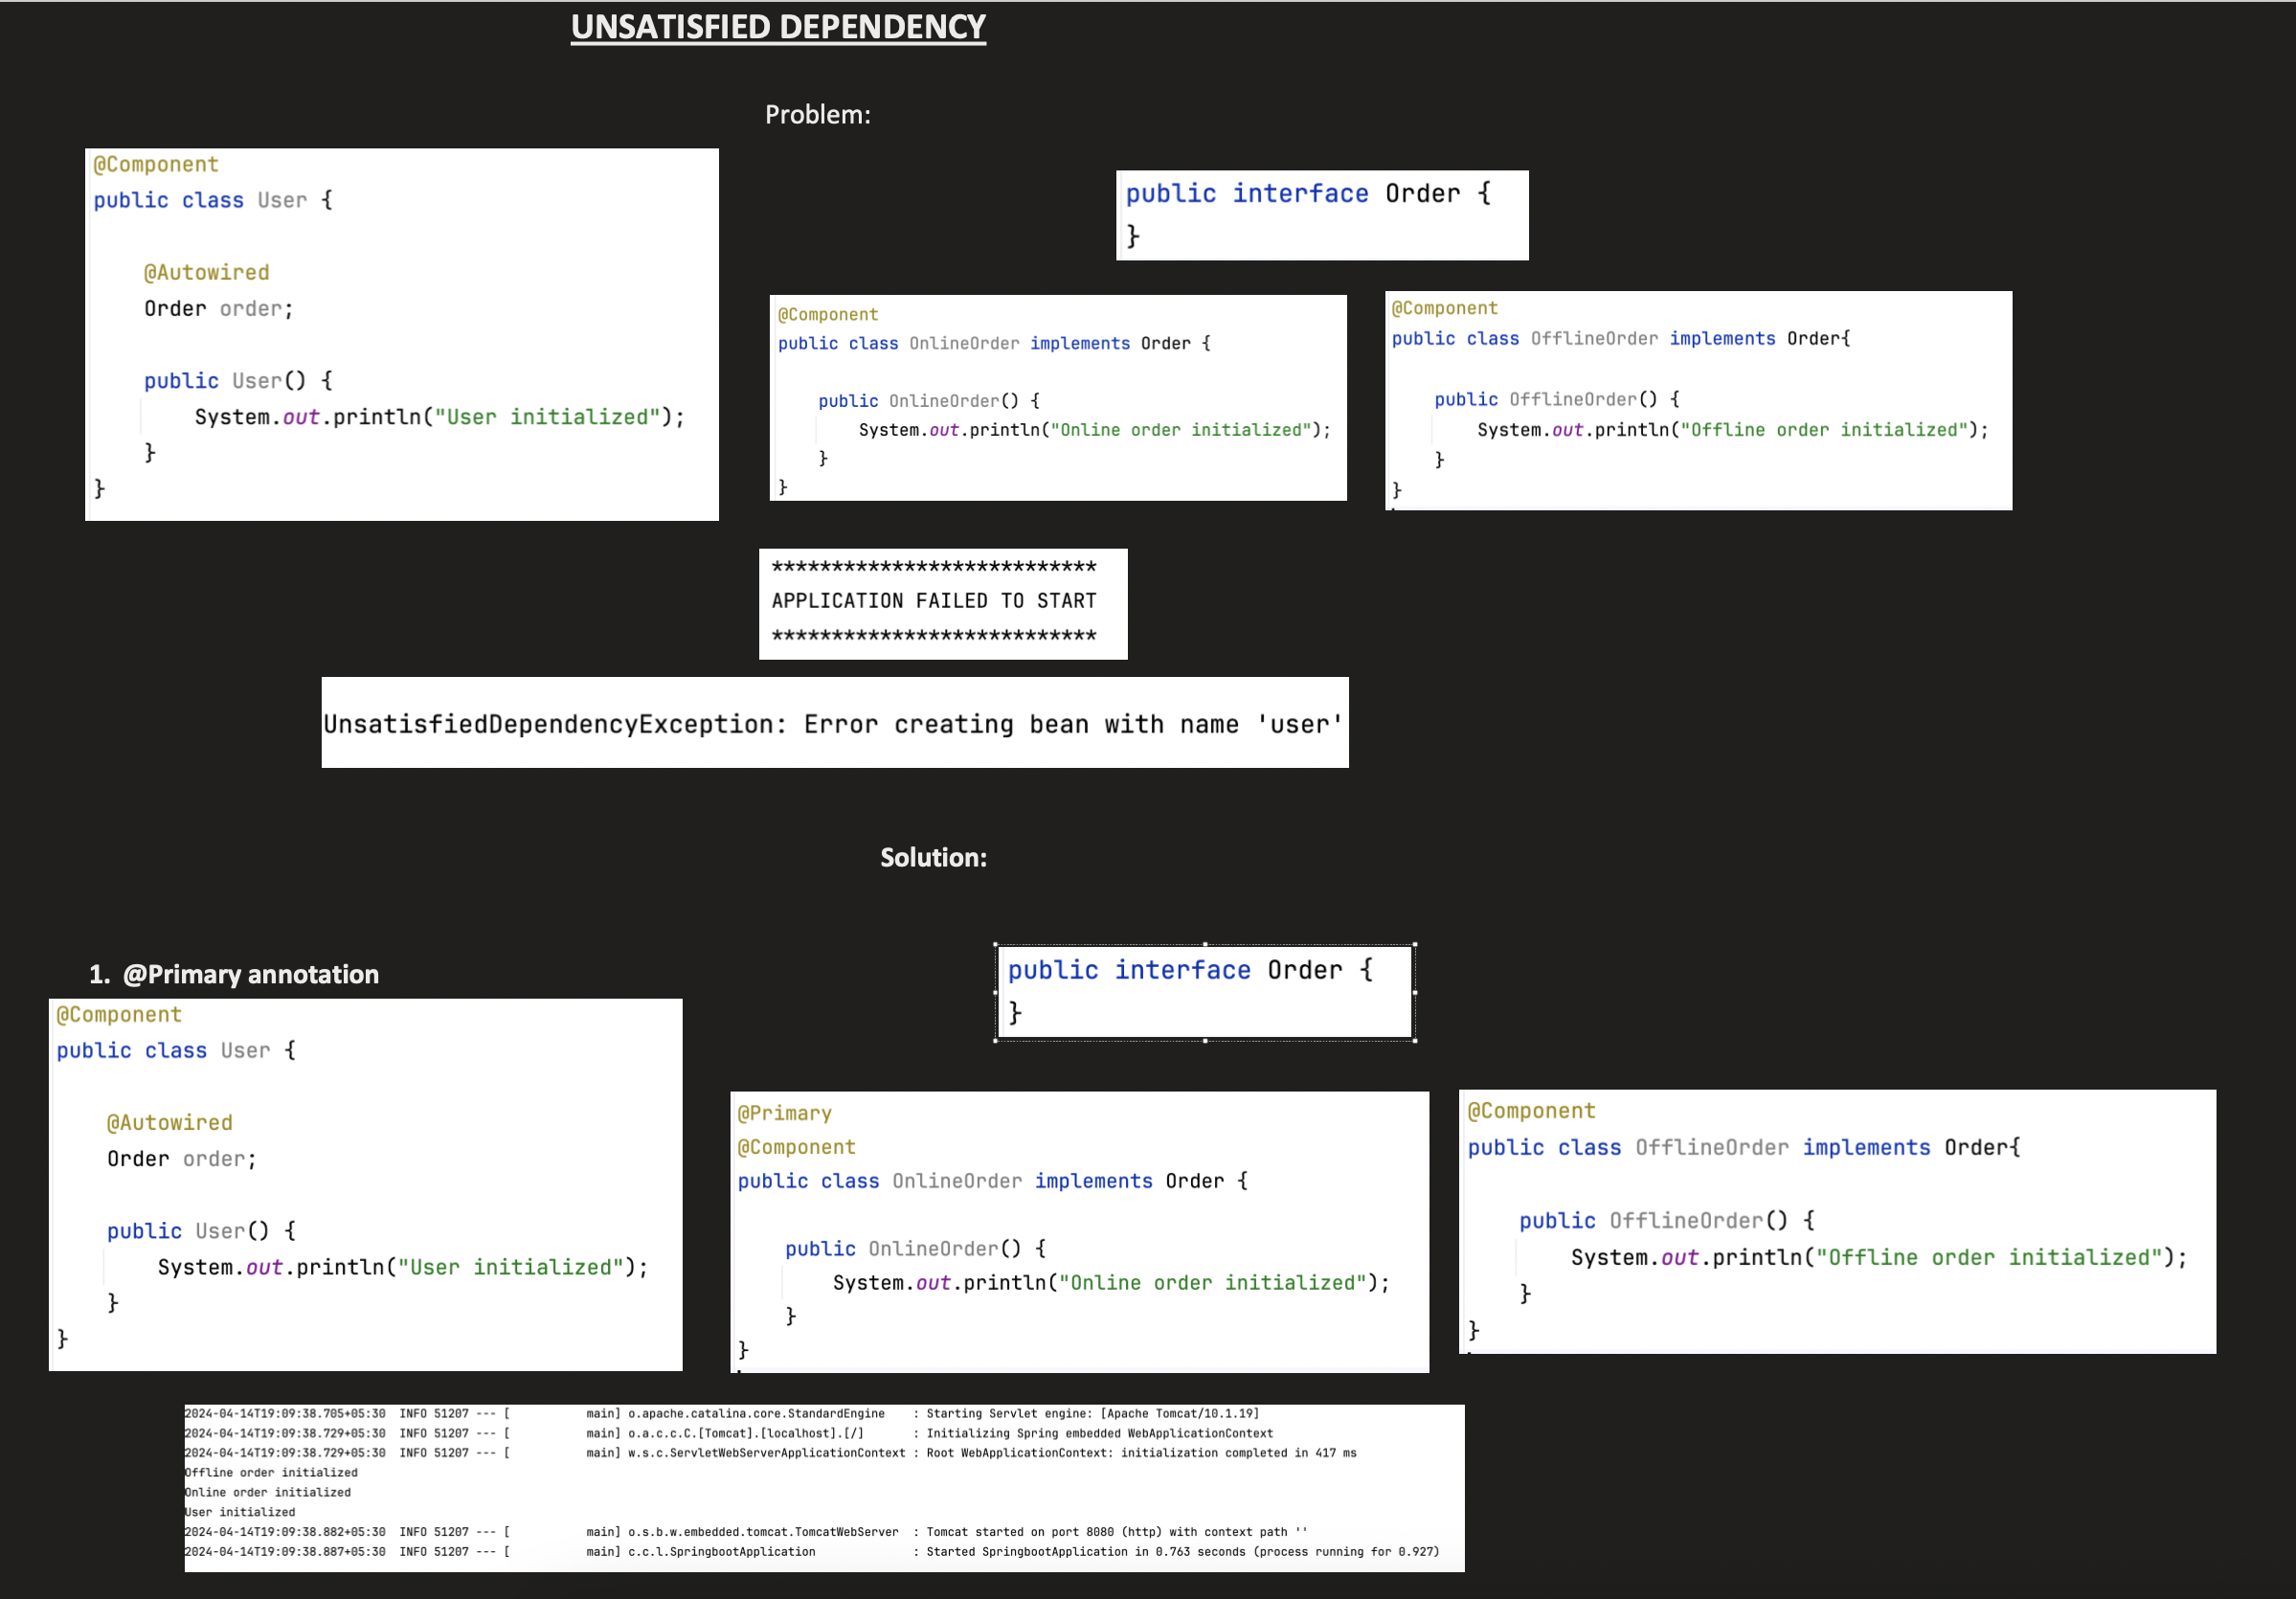 UNSATISFIED DEPENDENCY
Problem:
@Component
public class User {
@Autowired
Order order;
public User() {
System.out.println("User initialized");
}
}
public interface Order {
}
@Component
public class OnlineOrder implements Order {
public OnlineOrder() {
System.out.println("Online order initialized");
}
}
@Component
public class OfflineOrder implements Order{
public OfflineOrder() {
System.out.println("Offline order initialized");
}
}
***************************
APPLICATION FAILED TO START
***************************
UnsatisfiedDependencyException: Error creating bean with name 'user'
Solution:
1. @Primary annotation
@Component
public class User {
@Autowired
Order order;
public User() {
System.out.println("User initialized");
}
}
public interface Order {
}
@Primary
@Component
public class OnlineOrder implements Order {
public OnlineOrder() {
System.out.println("Online order initialized");
}
}
@Component
public class OfflineOrder implements Order{
public OfflineOrder() {
System.out.println("Offline order initialized");
}
}
2024-04-14T19:09:38.705+05:30 INFO 51207 --- [ main] o.apache.catalina.core.StandardEngine : Starting Servlet engine: [Apache Tomcat/10.1.19]
2024-04-14T19:09:38.729+05:30 INFO 51207 --- [ main] o.a.c.c.C.[Tomcat].[localhost].[/] : Initializing Spring embedded WebApplicationContext
2024-04-14T19:09:38.729+05:30 INFO 51207 --- [ main] w.s.c.ServletWebServerApplicationContext : Root WebApplicationContext: initialization completed in 417 ms
Offline order initialized
Online order initialized
User initialized
2024-04-14T19:09:38.882+05:30 INFO 51207 --- [ main] o.s.b.w.embedded.tomcat.TomcatWebServer : Tomcat started on port 8080 (http) with context path ''
2024-04-14T19:09:38.887+05:30 INFO 51207 --- [ main] c.c.l.SpringbootApplication : Started SpringbootApplication in 0.763 seconds (process running for 0.927)